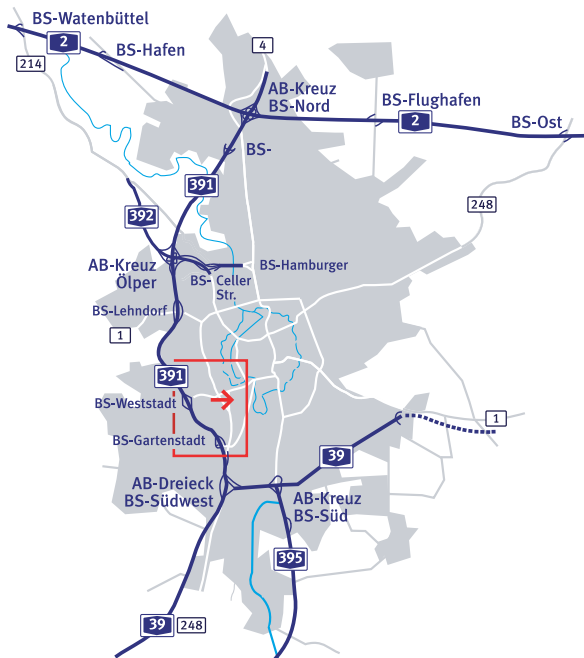 BS-Watenbüttel
2
214
BS-Hafen
4
AB-Kreuz
BS-Nord
BS-Flughafen
2
BS-Ost
BS-
391
392
248
AB-Kreuz
Ölper
BS-Hamburger
BS- Celler
Str.
BS-Lehndorf
1
391
BS-Weststadt
1
BS-Gartenstadt
39
AB-Dreieck
BS-Südwest
AB-Kreuz
BS-Süd
395
39
248